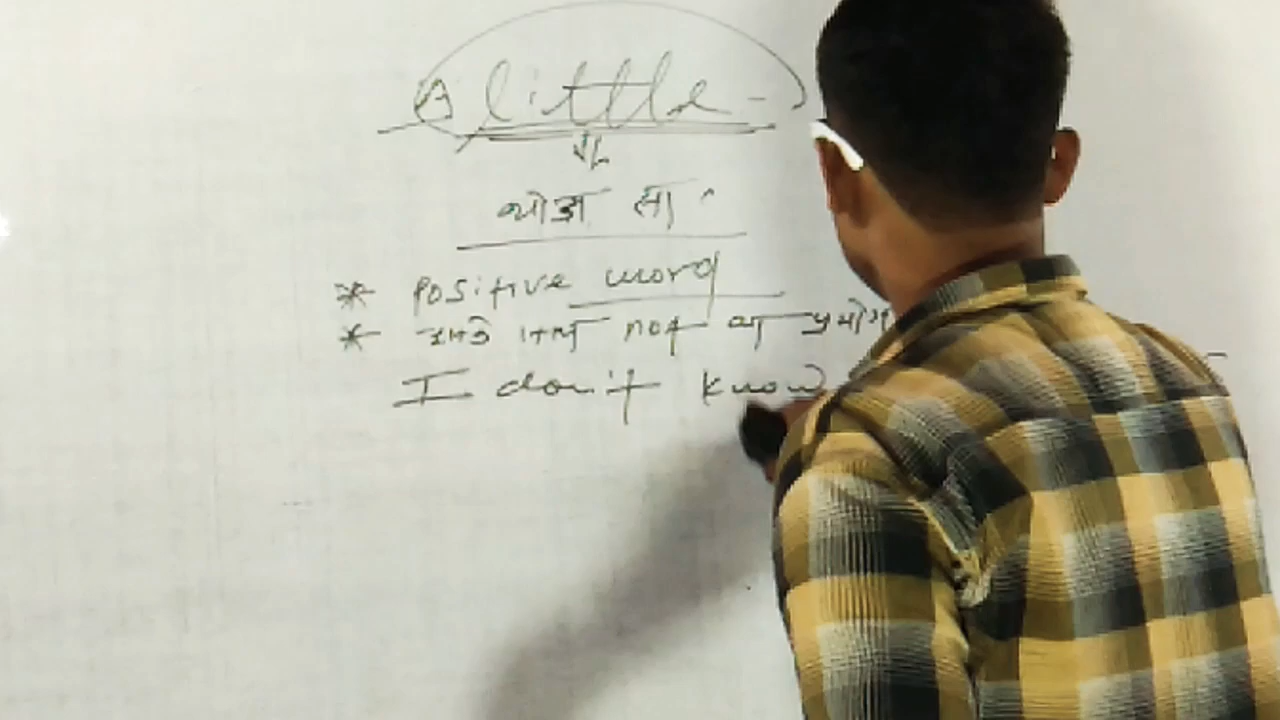 A little -
थोड़ा सा
* Positive word
* इसके साथ not का प्रयोग
I don't know